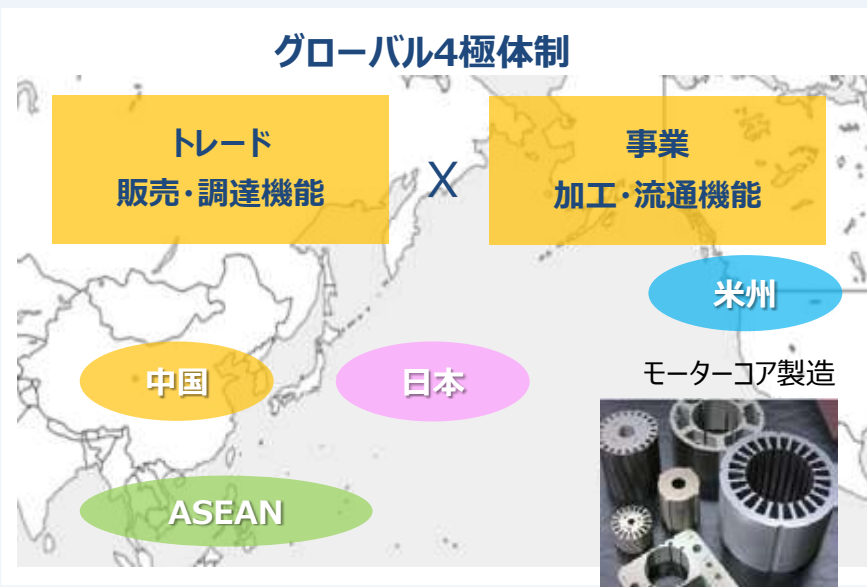 グローバル4極体制
トレード
販売・調達機能
X
事業
加工・流通機能
米州
中国
日本
モーターコア製造
ASEAN